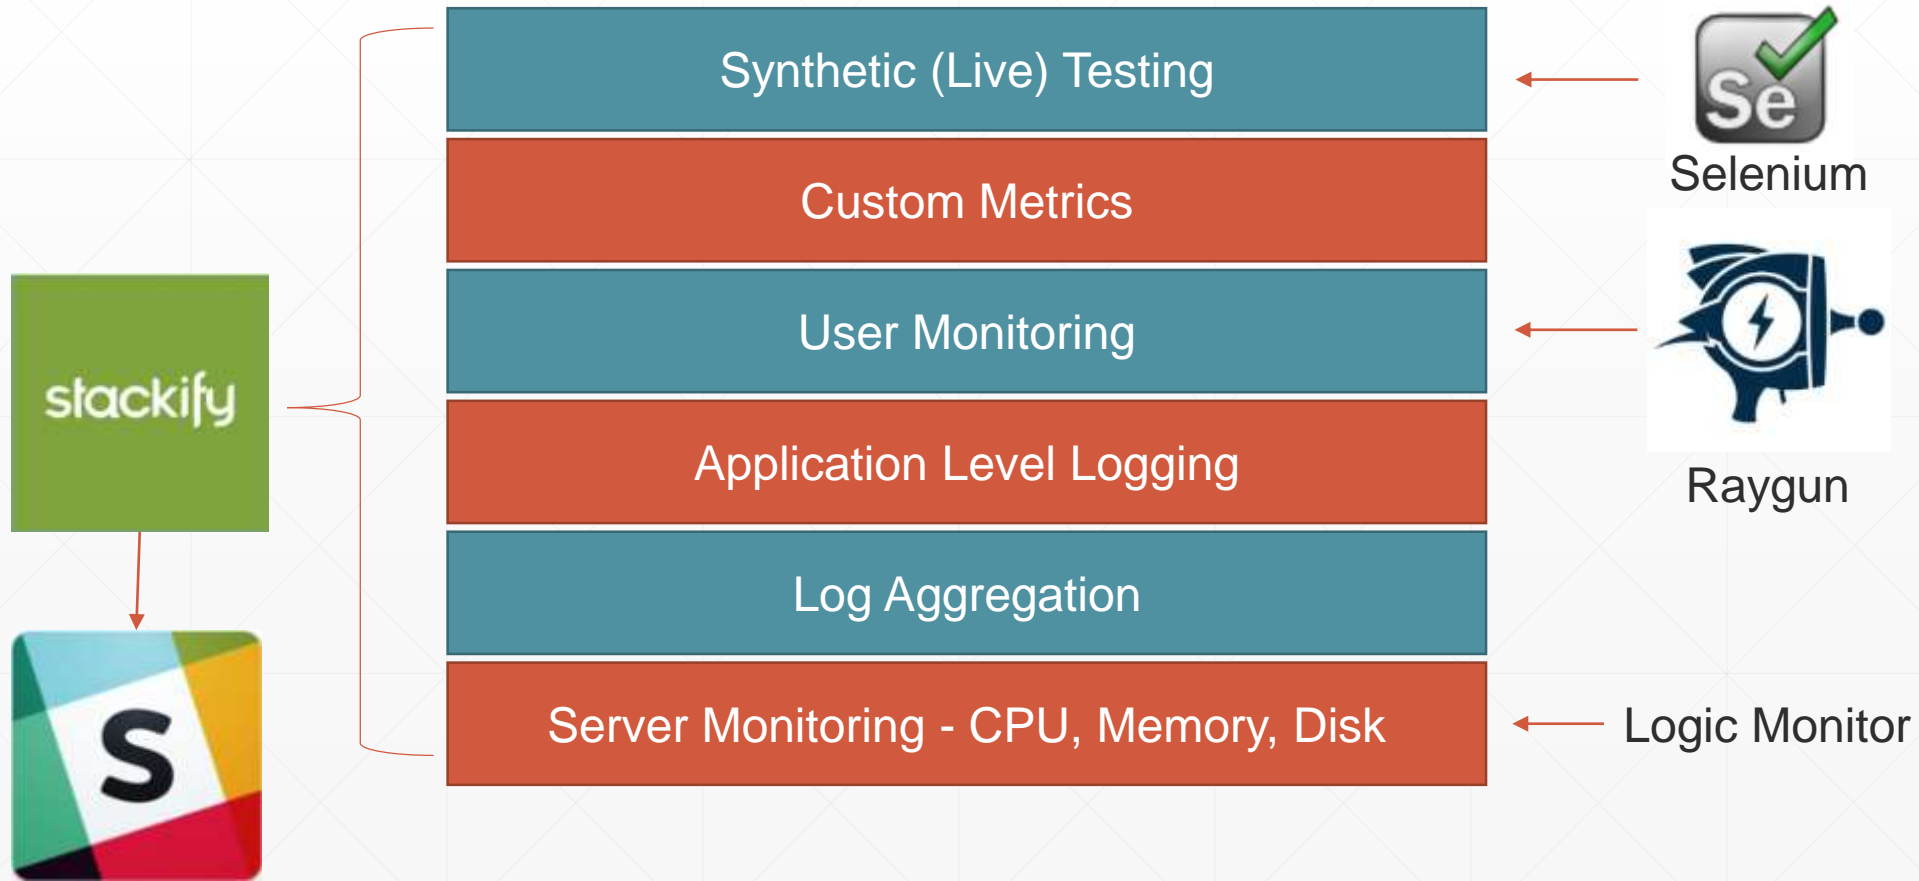 Synthetic (Live) Testing
Custom Metrics
User Monitoring
Application Level Logging
Log Aggregation
Server Monitoring - CPU, Memory, Disk
stackify
S
Se
Selenium
Raygun
Logic Monitor